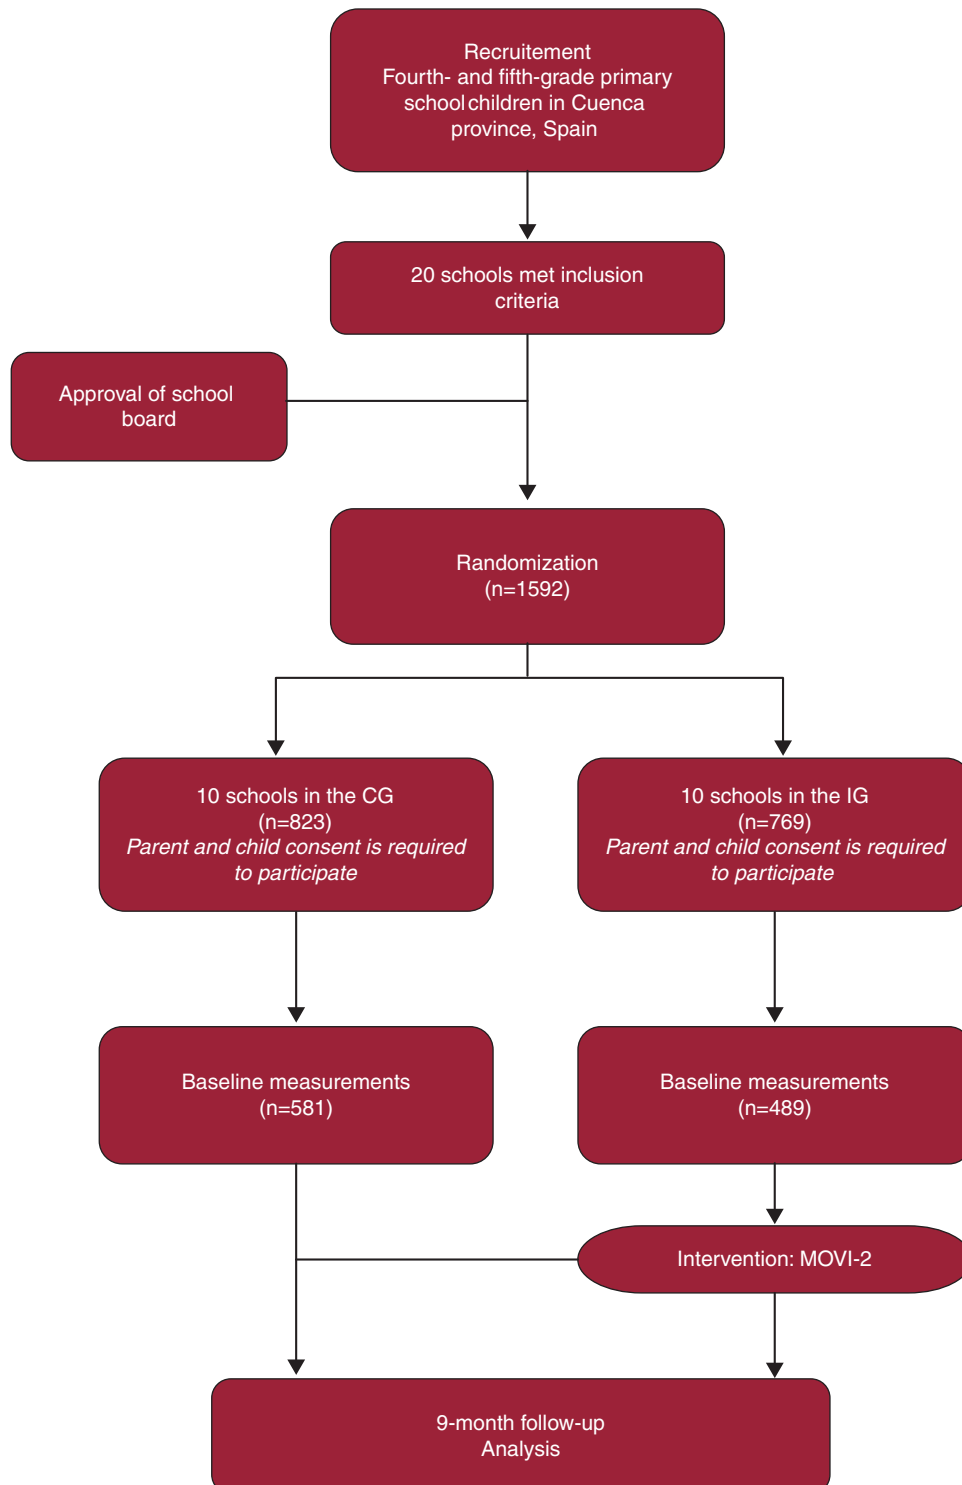 Recruitement
Fourth- and fifth-grade primary
schoolchildren in Cuenca
province, Spain
20 schools met inclusion
criteria
Approval of school
board
Randomization
(n=1592)
10 schools in the CG
(n=823)
Parent and child consent is required
to participate
10 schools in the IG
(n=769)
Parent and child consent is required
to participate
Baseline measurements
(n=581)
Baseline measurements
(n=489)
Intervention: MOVI-2
9-month follow-up
Analysis